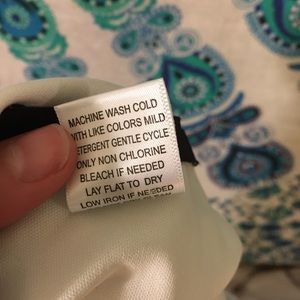 MACHINE WASH COLD
WITH LIKE COLORS MILD
DETERGENT GENTLE CYCLE
ONLY NON CHLORINE
BLEACH IF NEEDED
LAY FLAT TO DRY
LOW IRON IF NEEDED